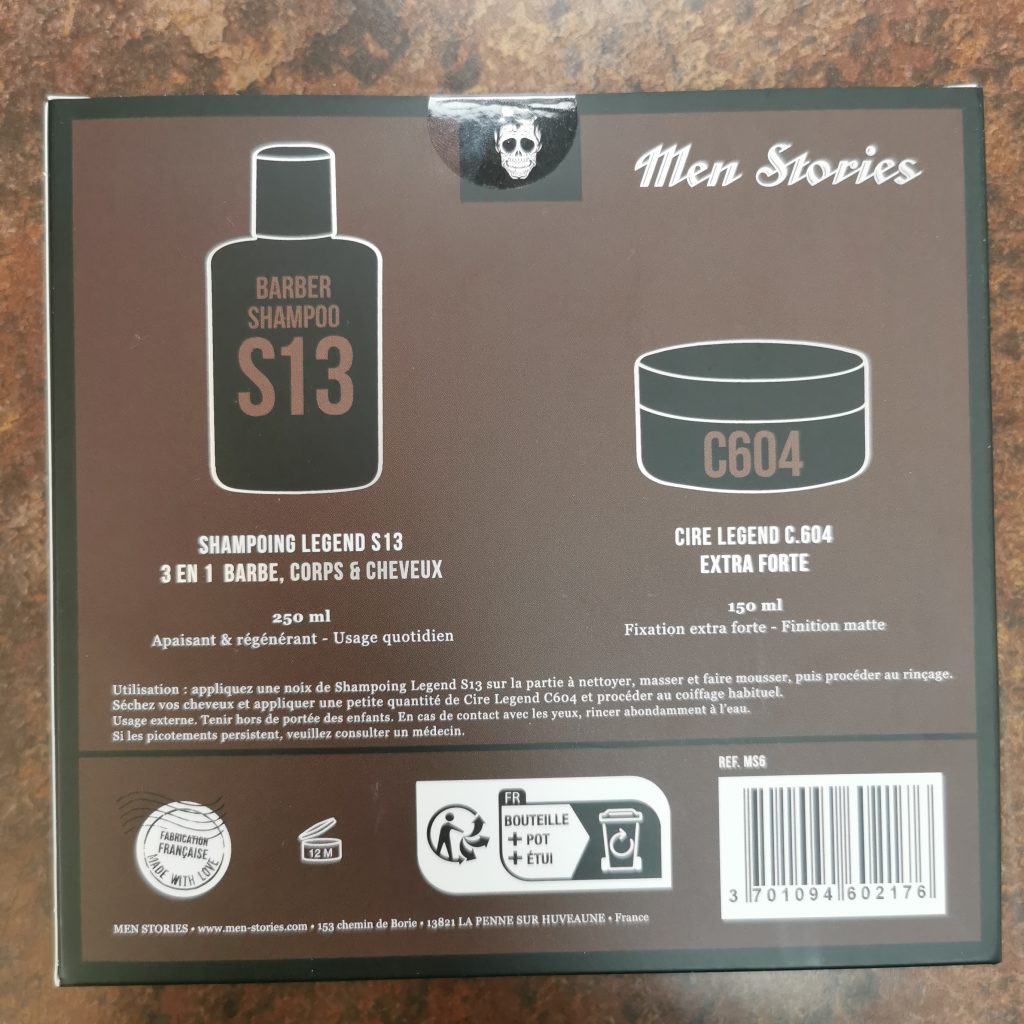 Men Stories
BARBER
SHAMPOO
S13
C604
SHAMPOING LEGEND S13
3 EN 1 BARBE, CORPS & CHEVEUX
250 ml
Apaisant & régénérant - Usage quotidien
CIRE LEGEND C.604
EXTRA FORTE
150 ml
Fixation extra forte - Finition matte
Utilisation : appliquez une noix de Shampoing Legend S13 sur la partie à nettoyer, masser et faire mousser, puis procéder au rinçage.
Séchez vos cheveux et appliquer une petite quantité de Cire Legend C604 et procéder au coiffage habituel.
Usage externe. Tenir hors de portée des enfants. En cas de contact avec les yeux, rincer abondamment à l'eau.
Si les picotements persistent, veuillez consulter un médecin.
FABRICATION
FRANÇAISE
MADE WITH LOVE
12 M
FR
BOUTEILLE
+ POT
+ ÉTUI
REF. MS6
3 701094 602176
MEN STORIES • www.men-stories.com • 153 chemin de Borie • 13821 LA PENNE SUR HUVEAUNE • France